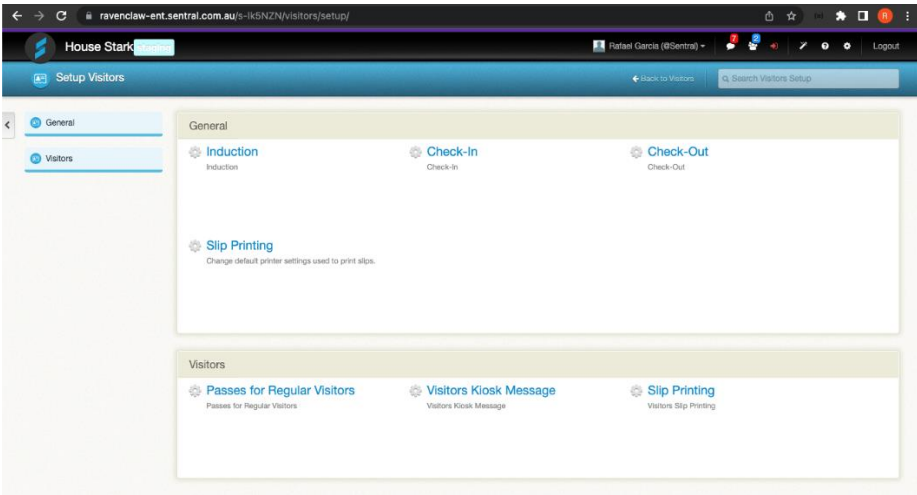 ravenclaw-ent.sentral.com.au/s-Ik5NZN/visitors/setup/
R
House Stark
Rafael Garcia (@Sentral)
7
2
Logout
Setup Visitors
Back to Visitors
Search Visitors Setup
General
Visitors
General
Induction
Induction
Check-In
Check-In
Check-Out
Check-Out
Slip Printing
Change default printer settings used to print slips.
Visitors
Passes for Regular Visitors
Passes for Regular Visitors
Visitors Kiosk Message
Visitors Kiosk Message
Slip Printing
Visitors Slip Printing